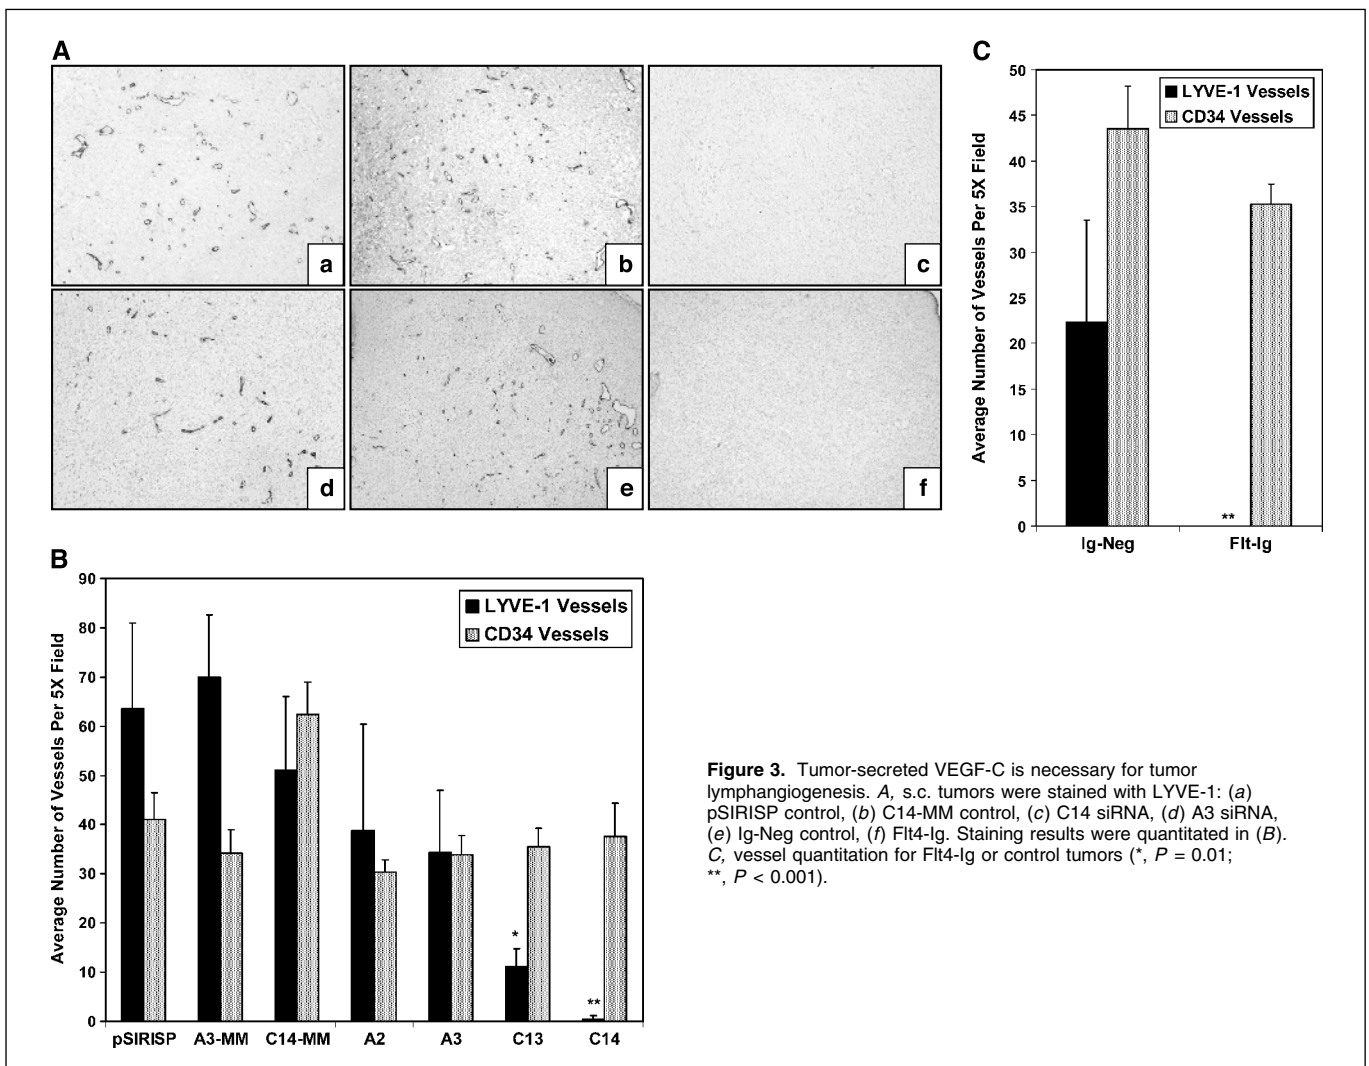 A
a
b
c
d
e
f
C
50
45
40
35
30
25
20
15
10
5
0
Average Number of Vessels Per 5X Field
LYVE-1 Vessels
CD34 Vessels
**
Ig-Neg
Flt-Ig
B
90
80
70
60
50
40
30
20
10
0
Average Number of Vessels Per 5X Field
LYVE-1 Vessels
CD34 Vessels
*
**
pSIRISP
A3-MM
C14-MM
A2
A3
C13
C14
Figure 3. Tumor-secreted VEGF-C is necessary for tumor
lymphangiogenesis. A, s.c. tumors were stained with LYVE-1: (a)
pSIRISP control, (b) C14-MM control, (c) C14 siRNA, (d) A3 siRNA,
(e) Ig-Neg control, (f) Flt4-Ig. Staining results were quantitated in (B).
C, vessel quantitation for Flt4-Ig or control tumors (*, P = 0.01;
**, P < 0.001).